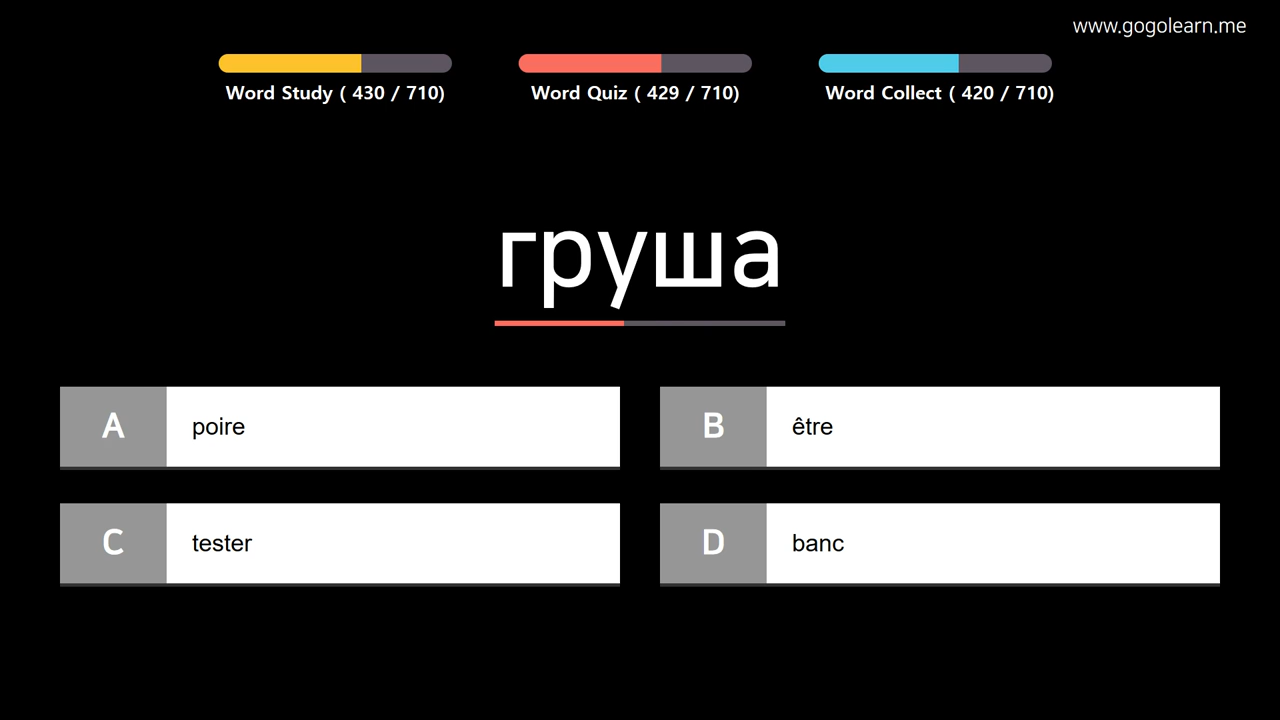 www.gogolearn.me
Word Study ( 430 / 710)
Word Quiz ( 429 / 710)
Word Collect ( 420 / 710)
груша
A poire
B être
C tester
D banc